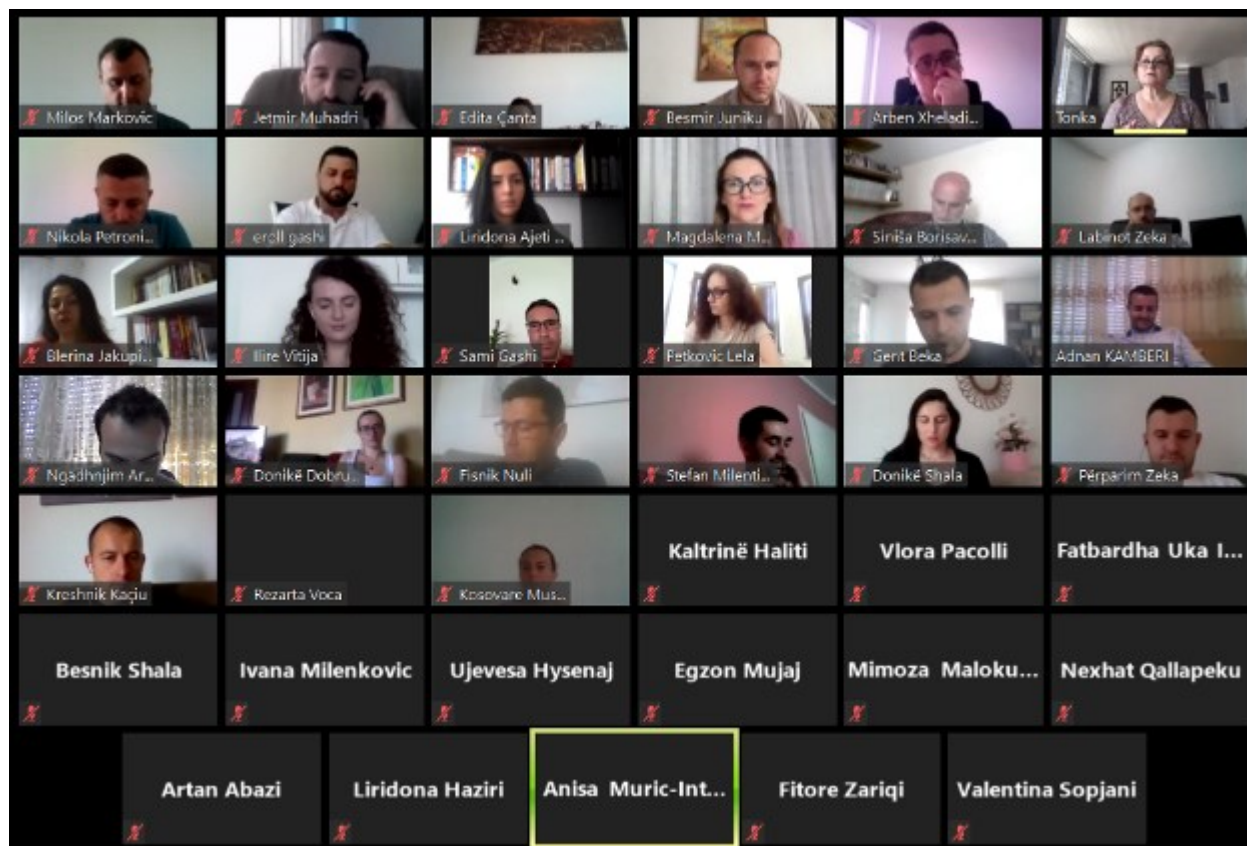 Milos Markovic
Jetmir Muhadri
Edita Çanta
Besmir Juniku
Arben Xheladi...
Tonka
Nikola Petroni...
eroll gashi
Liridona Ajeti ...
Magdalena M...
Siniša Borisav...
Labinot Zeka
Blerina Jakupi...
Ilire Vitija
Sami Gashi
Petkovic Lela
Gent Beka
Adnan KAMBERI
Ngadhnjim Ar...
Donikë Dobru...
Fisnik Nuli
Stefan Milenti...
Donikë Shala
Përparim Zeka
Kreshnik Kaçiu
Rezarta Voca
Kosovare Mus...
Kaltrinë Haliti
Vlora Pacolli
Fatbardha Uka I...
Besnik Shala
Ivana Milenkovic
Ujevesa Hysenaj
Egzon Mujaj
Mimoza Maloku...
Nexhat Qallapeku
Artan Abazi
Liridona Haziri
Anisa Muric-Int...
Fitore Zariqi
Valentina Sopjani